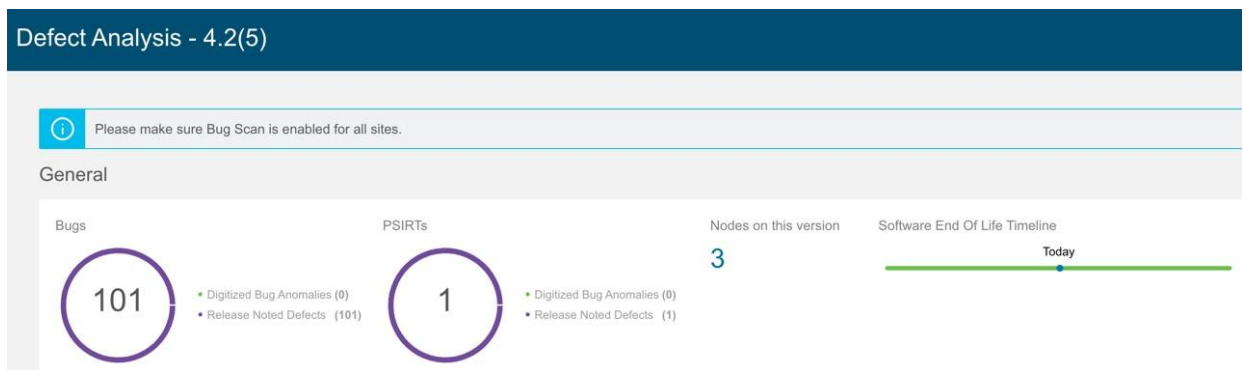 Defect Analysis - 4.2(5)
Please make sure Bug Scan is enabled for all sites.
General
Bugs
101
• Digitized Bug Anomalies (0)
• Release Noted Defects (101)
PSIRTs
1
• Digitized Bug Anomalies (0)
• Release Noted Defects (1)
Nodes on this version
3
Software End Of Life Timeline
Today